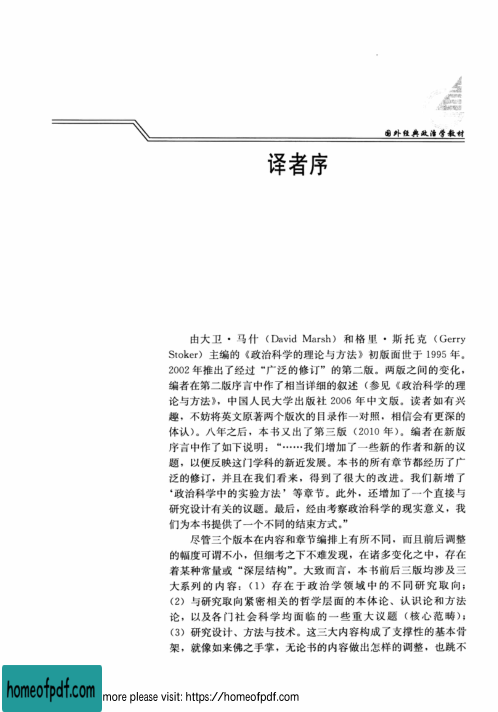 国外经典政治学教材
译者序
由大卫·马什（David Marsh）和格里·斯托克（Gerry
Stoker）主编的《政治科学的理论与方法》初版面世于 1995 年。
2002 年推出了经过“广泛的修订”的第二版。两版之间的变化，
编者在第二版序言中作了相当详细的叙述（参见《政治科学的理
论与方法》，中国人民大学出版社 2006 年中文版。读者如有兴
趣，不妨将英文原著两个版次的目录作一对照，相信会有更深的
体认）。八年之后，本书又出了第三版（2010 年）。编者在新版
序言中作了如下说明：“……我们增加了一些新的作者和新的议
题，以便反映这门学科的新近发展。本书的所有章节都经历了广
泛的修订，并且在我们看来，得到了很大的改进。我们新增了
‘政治科学中的实验方法’等章节。此外，还增加了一个直接与
研究设计有关的议题。最后，经由考察政治科学的现实意义，我
们为本书提供了一个不同的结束方式。”
尽管三个版本在内容和章节编排上有所不同，而且前后调整
的幅度可谓不小，但细考之下不难发现，在诸多变化之中，存在
着某种常量或“深层结构”。大致而言，本书前后三版均涉及三
大系列的内容：（1）存在于政治学领域中的不同研究取向；
（2）与研究取向紧密相关的哲学层面的本体论、认识论和方法
论，以及各门社会科学均面临的一些重大议题（核心范畴）；
（3）研究设计、方法与技术。这三大内容构成了支撑性的基本骨
架，就像如来佛之手掌，无论书的内容做出怎样的调整，也跳不
homeofpdf.com
more please visit: https://homeofpdf.com